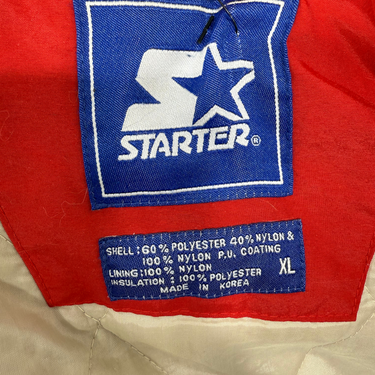 STARTER®
SHELL: 60% POLYESTER 40% NYLON &
100% NYLON P.U. COATING
LINING: 100% NYLON
INSULATION: 100% POLYESTER
MADE IN KOREA
XL